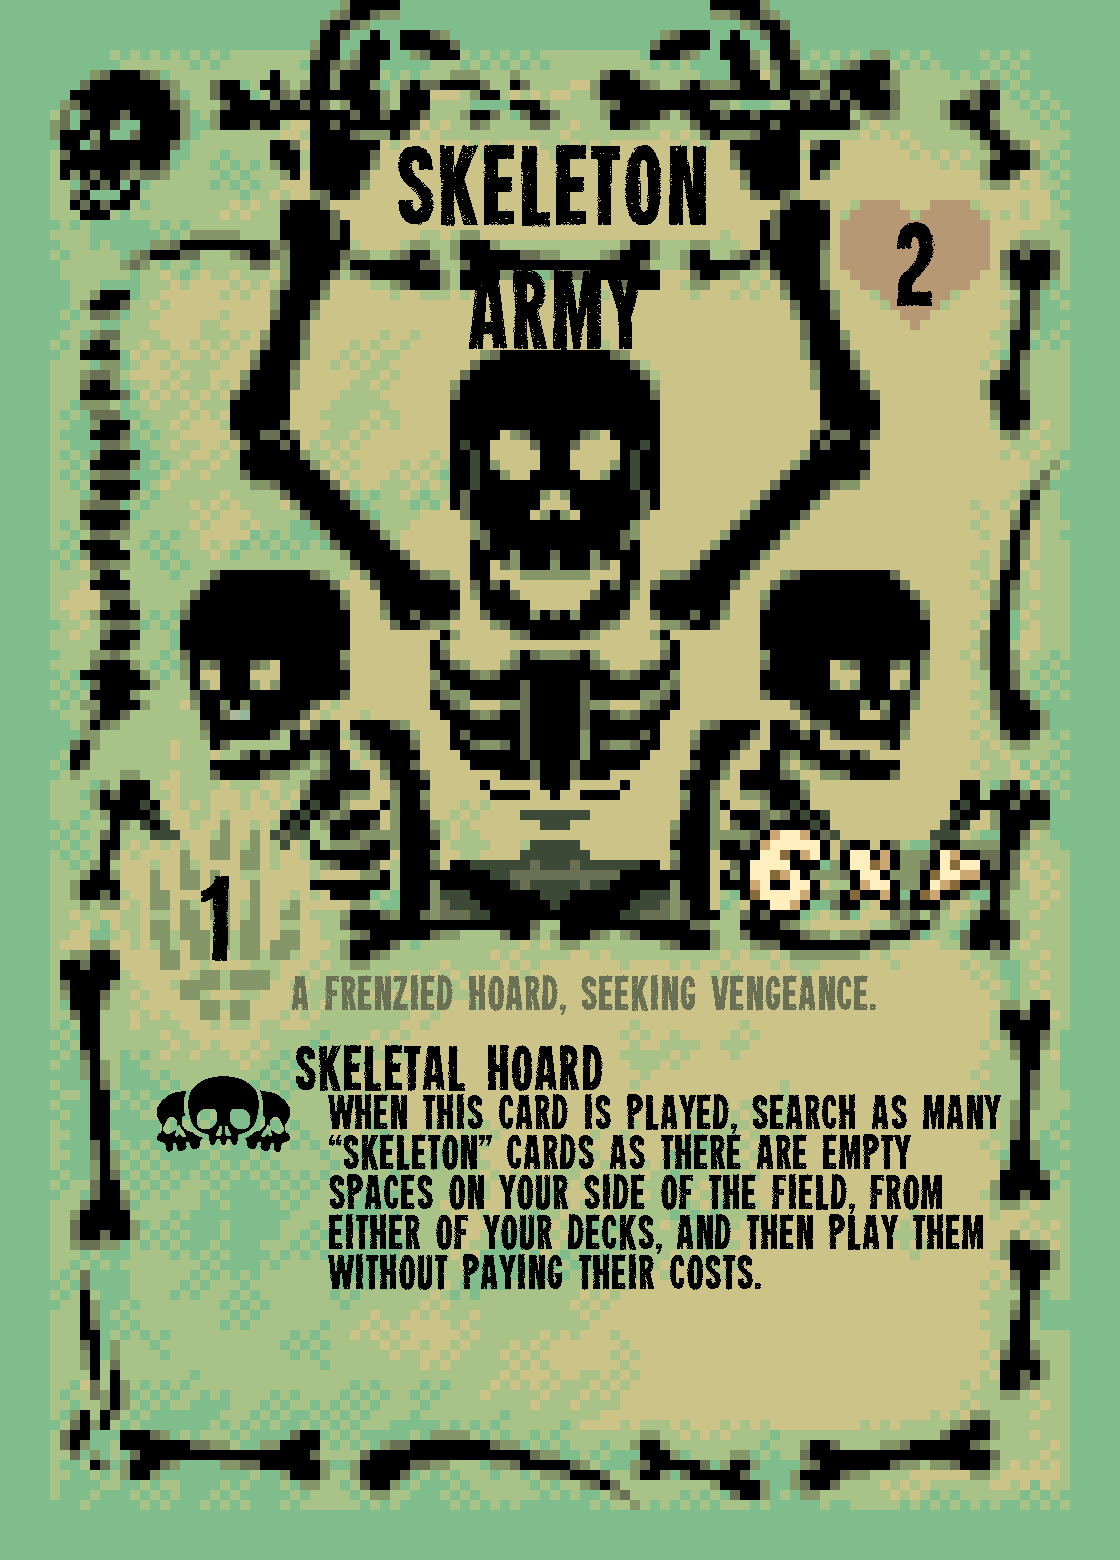 SKELETON
ARMY
2
6 X
1
A FRENZIED HOARD, SEEKING VENGEANCE.
SKELETAL HOARD
WHEN THIS CARD IS PLAYED, SEARCH AS MANY
“SKELETON” CARDS AS THERE ARE EMPTY
SPACES ON YOUR SIDE OF THE FIELD, FROM
EITHER OF YOUR DECKS, AND THEN PLAY THEM
WITHOUT PAYING THEIR COSTS.